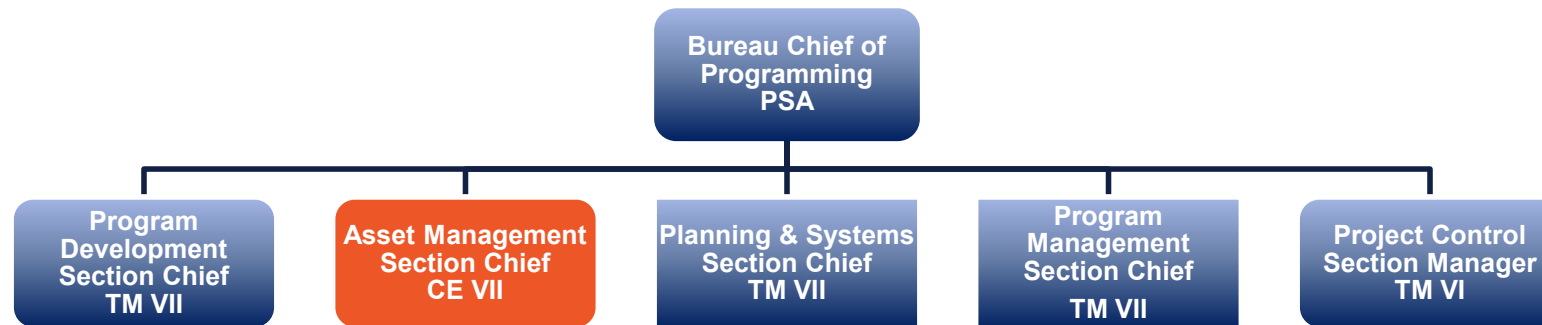 Bureau Chief of
Programming
PSA
Program
Development
Section Chief
TM VII
Asset Management
Section Chief
CE VII
Planning & Systems
Section Chief
TM VII
Program
Management
Section Chief
TM VII
Project Control
Section Manager
TM VI